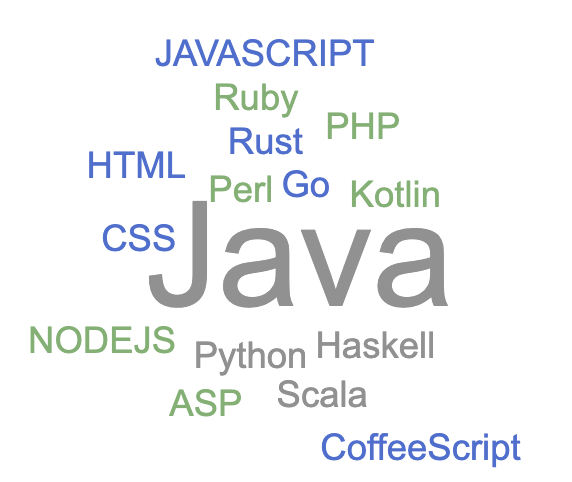 JAVASCRIPT
Ruby
PHP
Rust
HTML
Perl
Go
Kotlin
CSS
Java
NODEJS
Python
Haskell
Scala
ASP
CoffeeScript